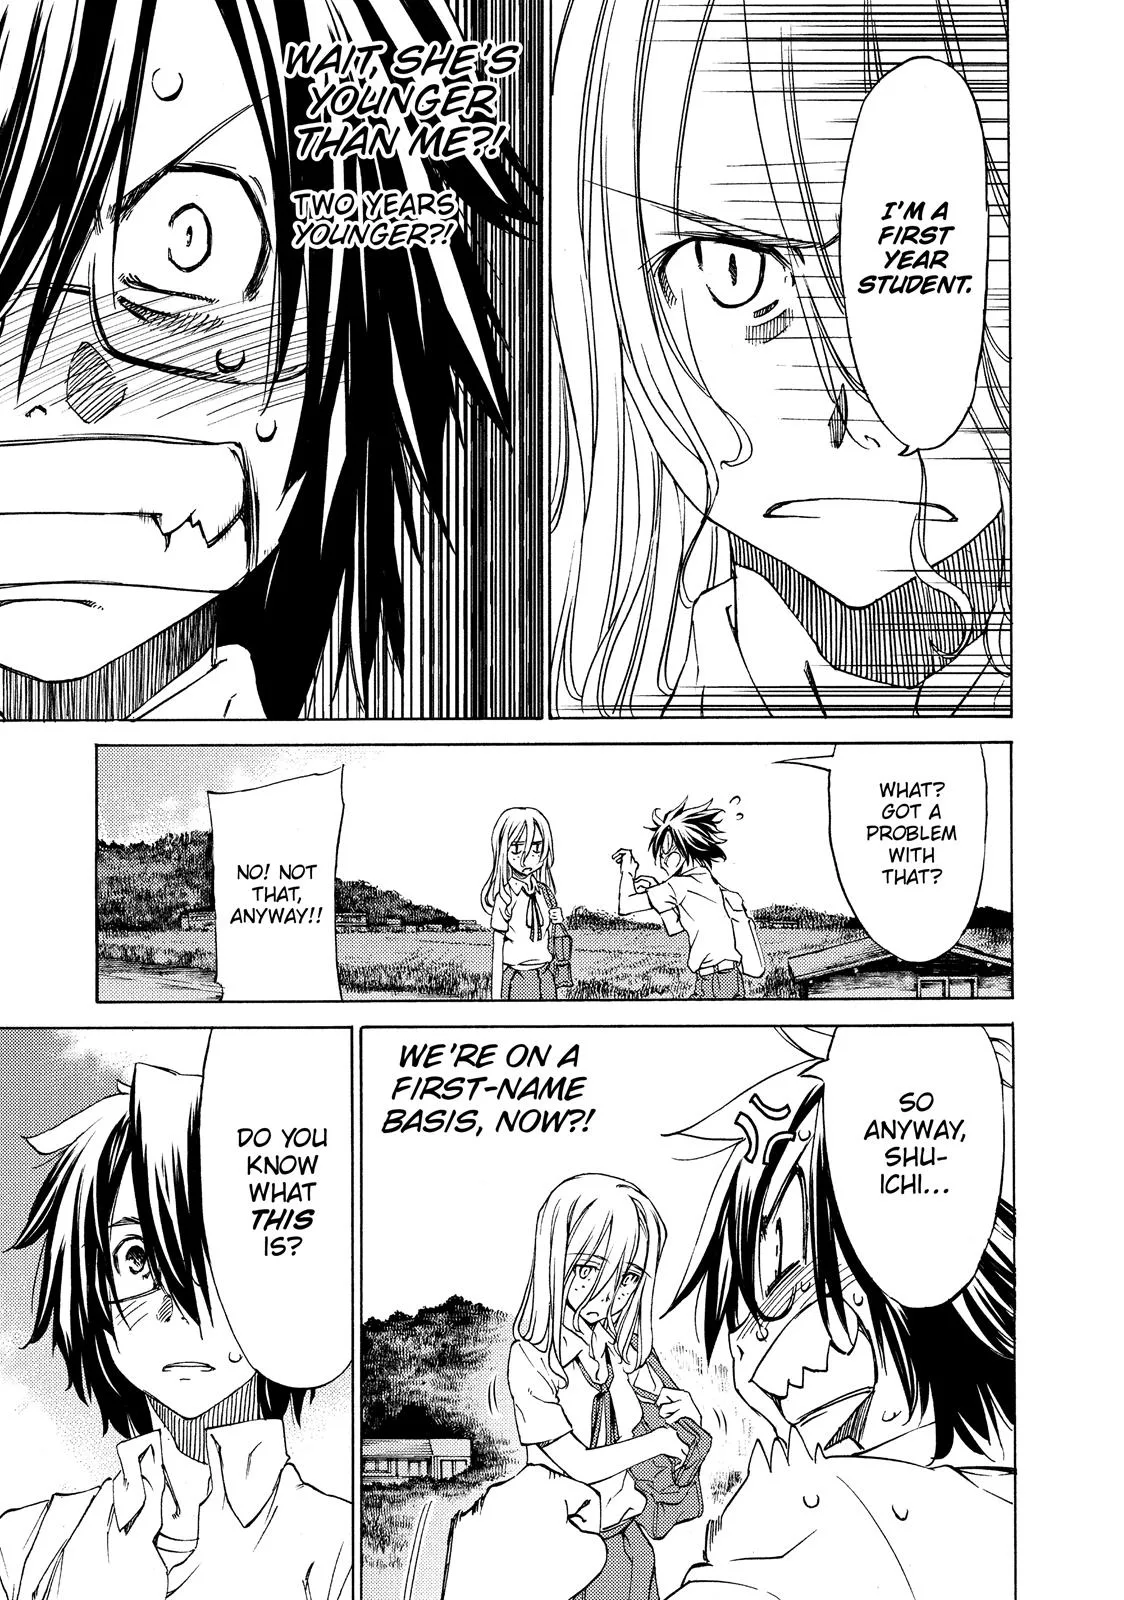 I'M A
FIRST
YEAR
STUDENT.
WAIT, SHE'S
YOUNGER
THAN ME?!
TWO YEARS
YOUNGER?!
WHAT?
GOT A
PROBLEM
WITH
THAT?
NO! NOT
THAT,
ANYWAY!!
SO
ANYWAY,
SHU-
ICHI...
WE'RE ON A
FIRST-NAME
BASIS, NOW?!
DO YOU
KNOW
WHAT
THIS
IS?